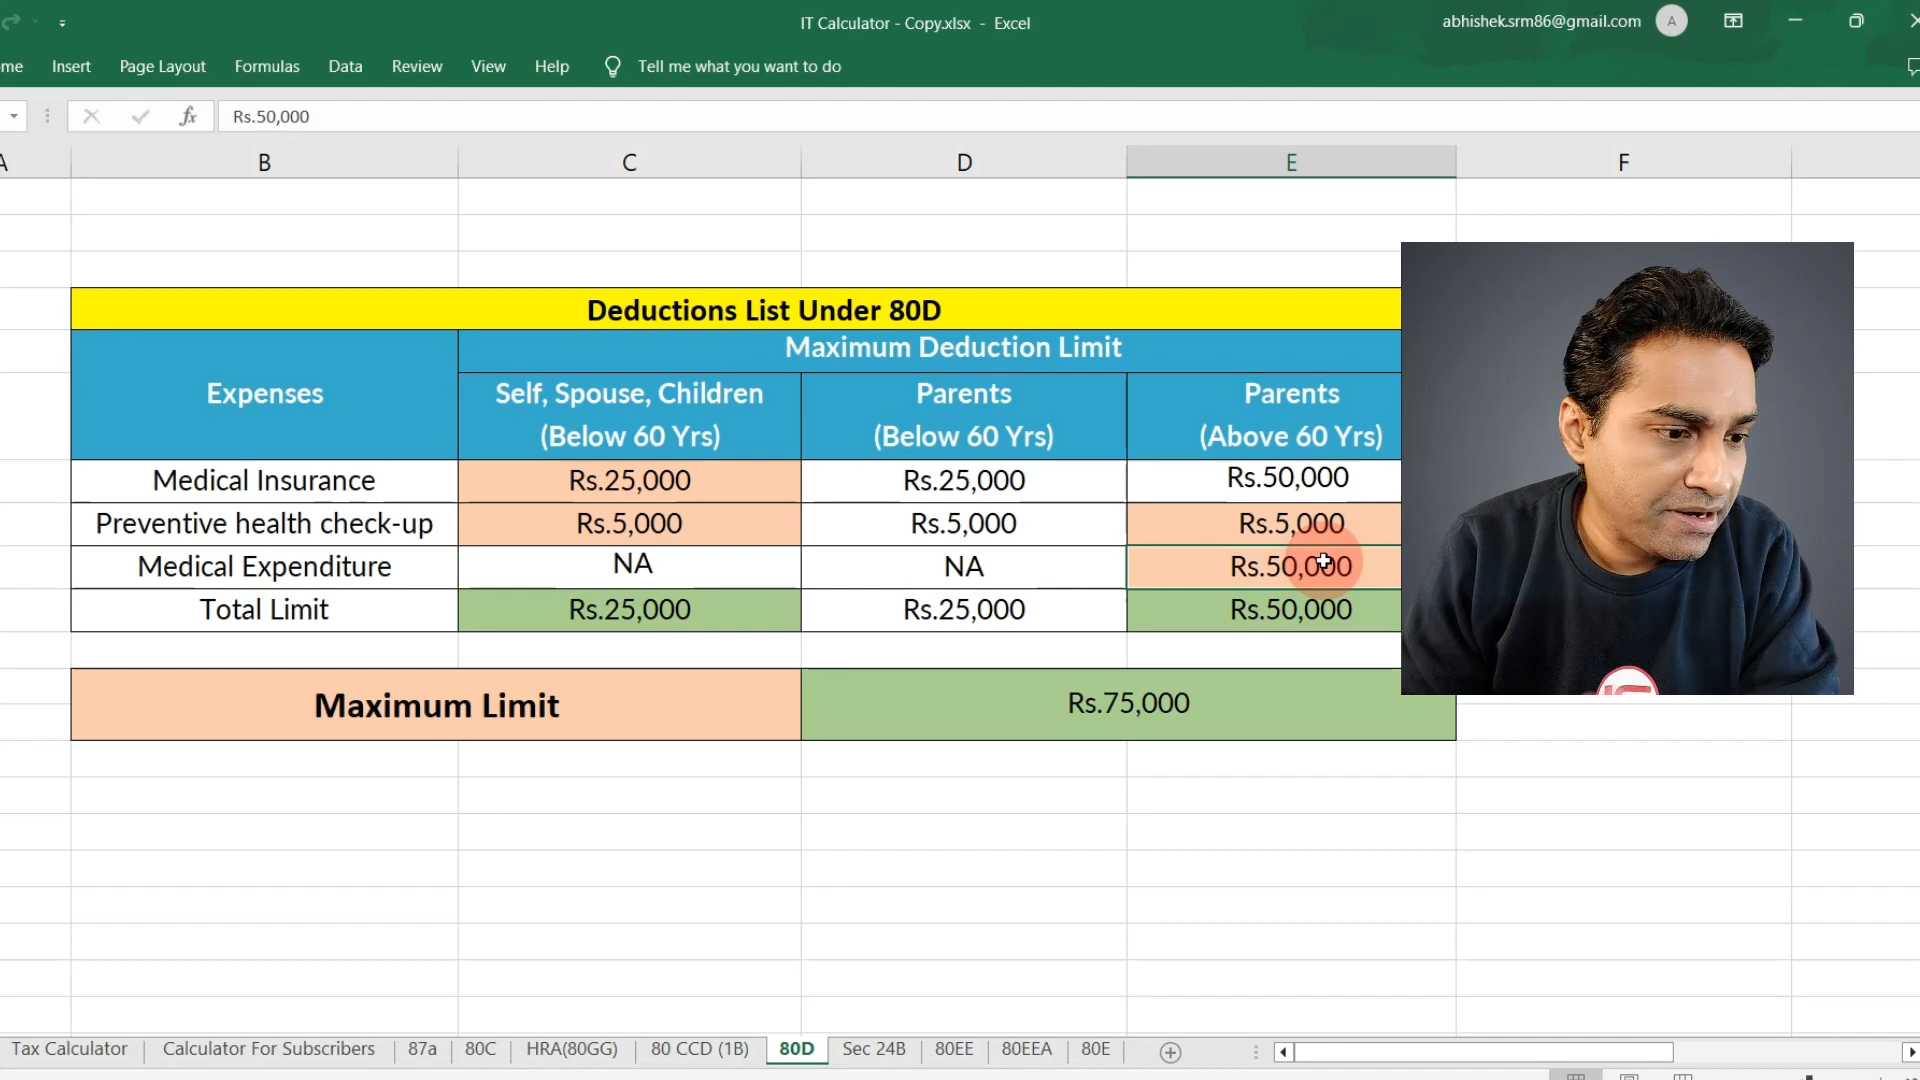 IT Calculator - Copy.xlsx - Excel
abhishek.srm86@gmail.com
A
Insert Page Layout Formulas Data Review View Help Tell me what you want to do
fx Rs.50,000
A B C D E F
Deductions List Under 80D
Maximum Deduction Limit
Expenses
Self, Spouse, Children
(Below 60 Yrs)
Parents
(Below 60 Yrs)
Parents
(Above 60 Yrs)
Medical Insurance Rs.25,000 Rs.25,000 Rs.50,000
Preventive health check-up Rs.5,000 Rs.5,000 Rs.5,000
Medical Expenditure NA NA Rs.50,000
Total Limit Rs.25,000 Rs.25,000 Rs.50,000
Maximum Limit Rs.75,000
Tax Calculator Calculator For Subscribers 87a 80C HRA(80GG) 80 CCD (1B) 80D Sec 24B 80EE 80EEA 80E